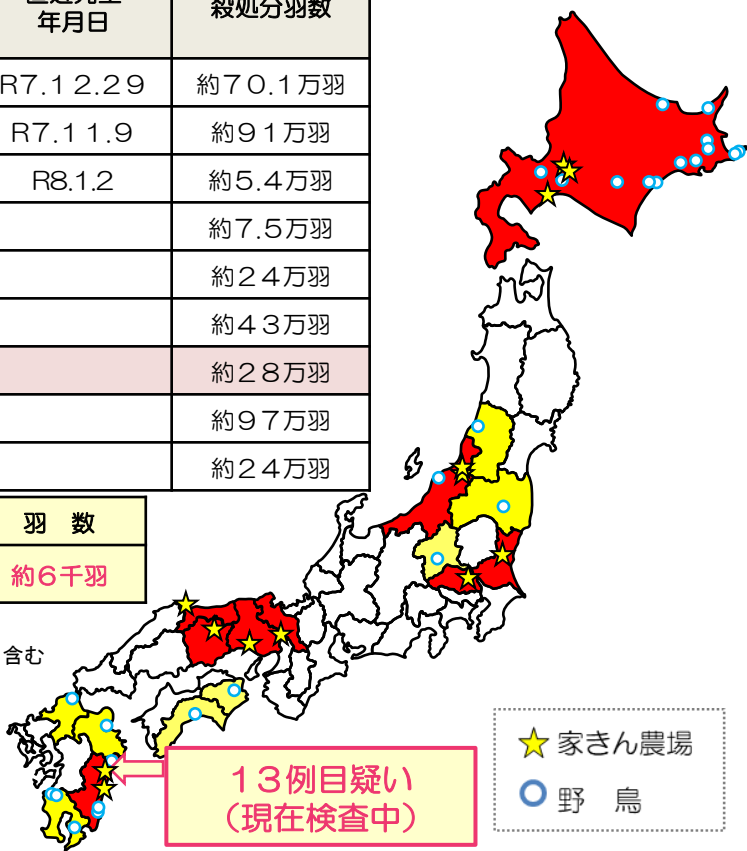 年月日
殺処分羽数
R7.12.29
約70.1万羽
R7.11.9
約91万羽
R8.1.2
約5.4万羽
約7.5万羽
約24万羽
約43万羽
約28万羽
約97万羽
約24万羽
羽 数
約6千羽
含む
13例目疑い
(現在検査中)
家きん農場
野 鳥